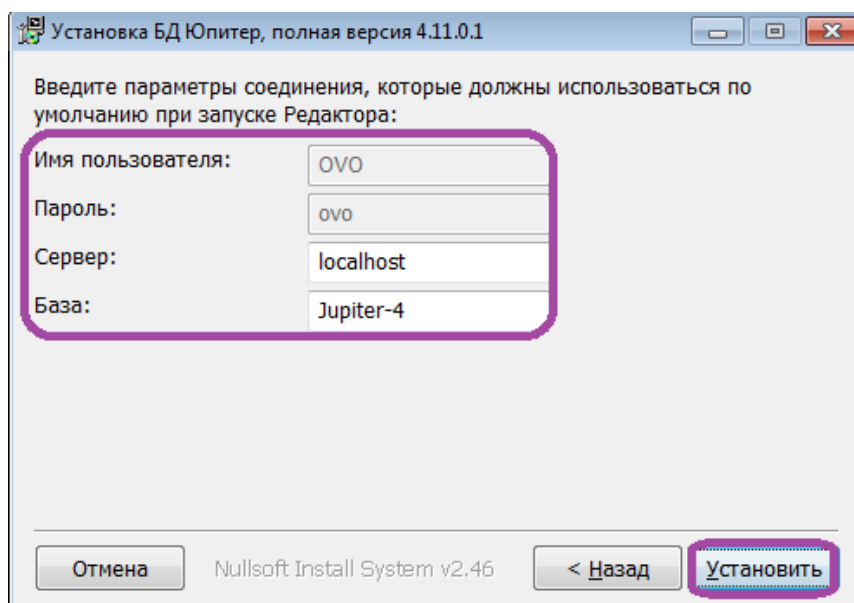 Установка БД Юпитер, полная версия 4.11.0.1
Введите параметры соединения, которые должны использоваться по
умолчанию при запуске Редактора:
Имя пользователя: OVO
Пароль: ovo
Сервер: localhost
База: Jupiter-4
Отмена Nullsoft Install System v2.46 < Назад Установить